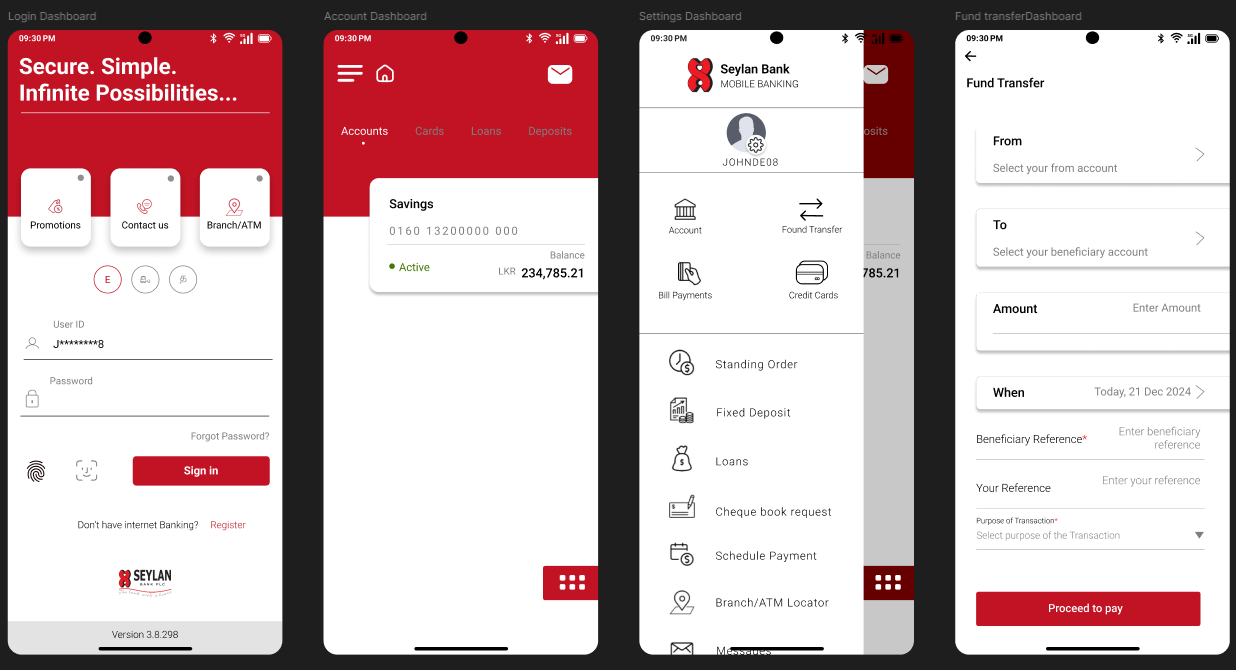 Login Dashboard
09:30 PM
Secure. Simple.
Infinite Possibilities...
Promotions
Contact us
Branch/ATM
E
User ID
J********8
Password
Forgot Password?
Sign in
Don't have internet Banking?
Register
SEYLAN
BANK PLC
Version 3.8.298
Account Dashboard
09:30 PM
Accounts
Cards
Loans
Deposits
Savings
0160 13200000 000
Balance
Active
LKR 234,785.21
Settings Dashboard
09:30 PM
Seylan Bank
MOBILE BANKING
osits
JOHNDE08
Account
Found Transfer
Bill Payments
Credit Cards
Balance
785.21
Standing Order
Fixed Deposit
Loans
Cheque book request
Schedule Payment
Branch/ATM Locator
Messages
Fund transferDashboard
09:30 PM
Fund Transfer
From
Select your from account
To
Select your beneficiary account
Amount
Enter Amount
When
Today, 21 Dec 2024
Beneficiary Reference*
Enter beneficiary
reference
Your Reference
Enter your reference
Purpose of Transaction*
Select purpose of the Transaction
Proceed to pay